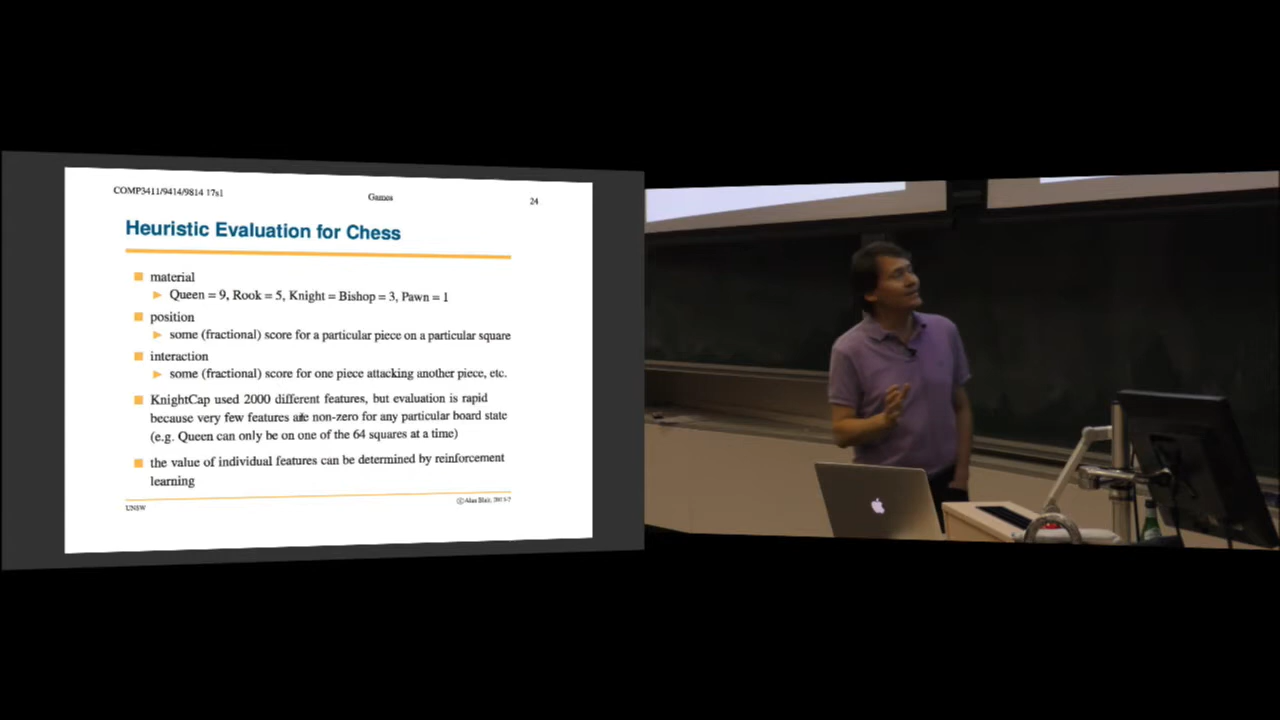 COMP3411/9414/9814 17s1
Games
24
Heuristic Evaluation for Chess
material
Queen = 9, Rook = 5, Knight = Bishop = 3, Pawn = 1
position
some (fractional) score for a particular piece on a particular square
interaction
some (fractional) score for one piece attacking another piece, etc.
KnightCap used 2000 different features, but evaluation is rapid
because very few features are non-zero for any particular board state
(e.g. Queen can only be on one of the 64 squares at a time)
the value of individual features can be determined by reinforcement
learning
UNSW
©Alan Blair, 2013-7